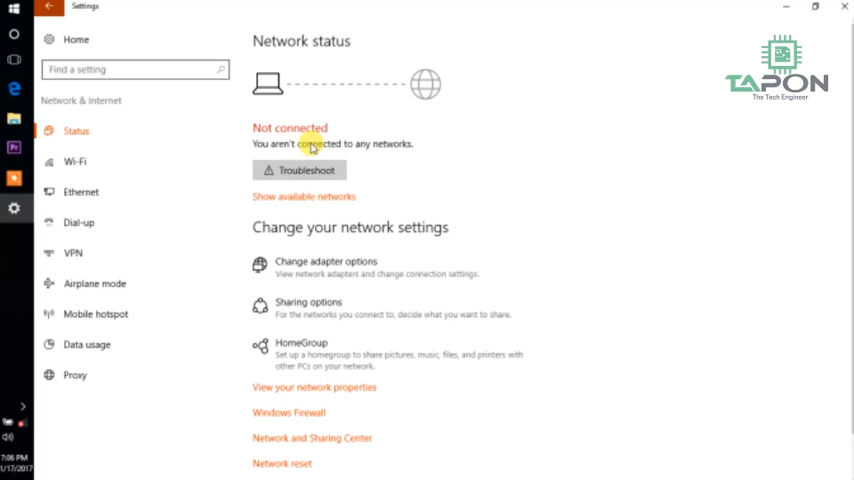 Settings
Home
Find a setting
Network & Internet
Status
Wi-Fi
Ethernet
Dial-up
VPN
Airplane mode
Mobile hotspot
Data usage
Proxy
Network status
Not connected
You aren't connected to any networks.
Troubleshoot
Show available networks
Change your network settings
Change adapter options
View network adapters and change connection settings.
Sharing options
For the networks you connect to, decide what you want to share.
HomeGroup
Set up a homegroup to share pictures, music, files, and printers with
other PCs on your network.
View your network properties
Windows Firewall
Network and Sharing Center
Network reset
TAPON
The Tech Engineer
Pr
7:06 PM
1/17/2017